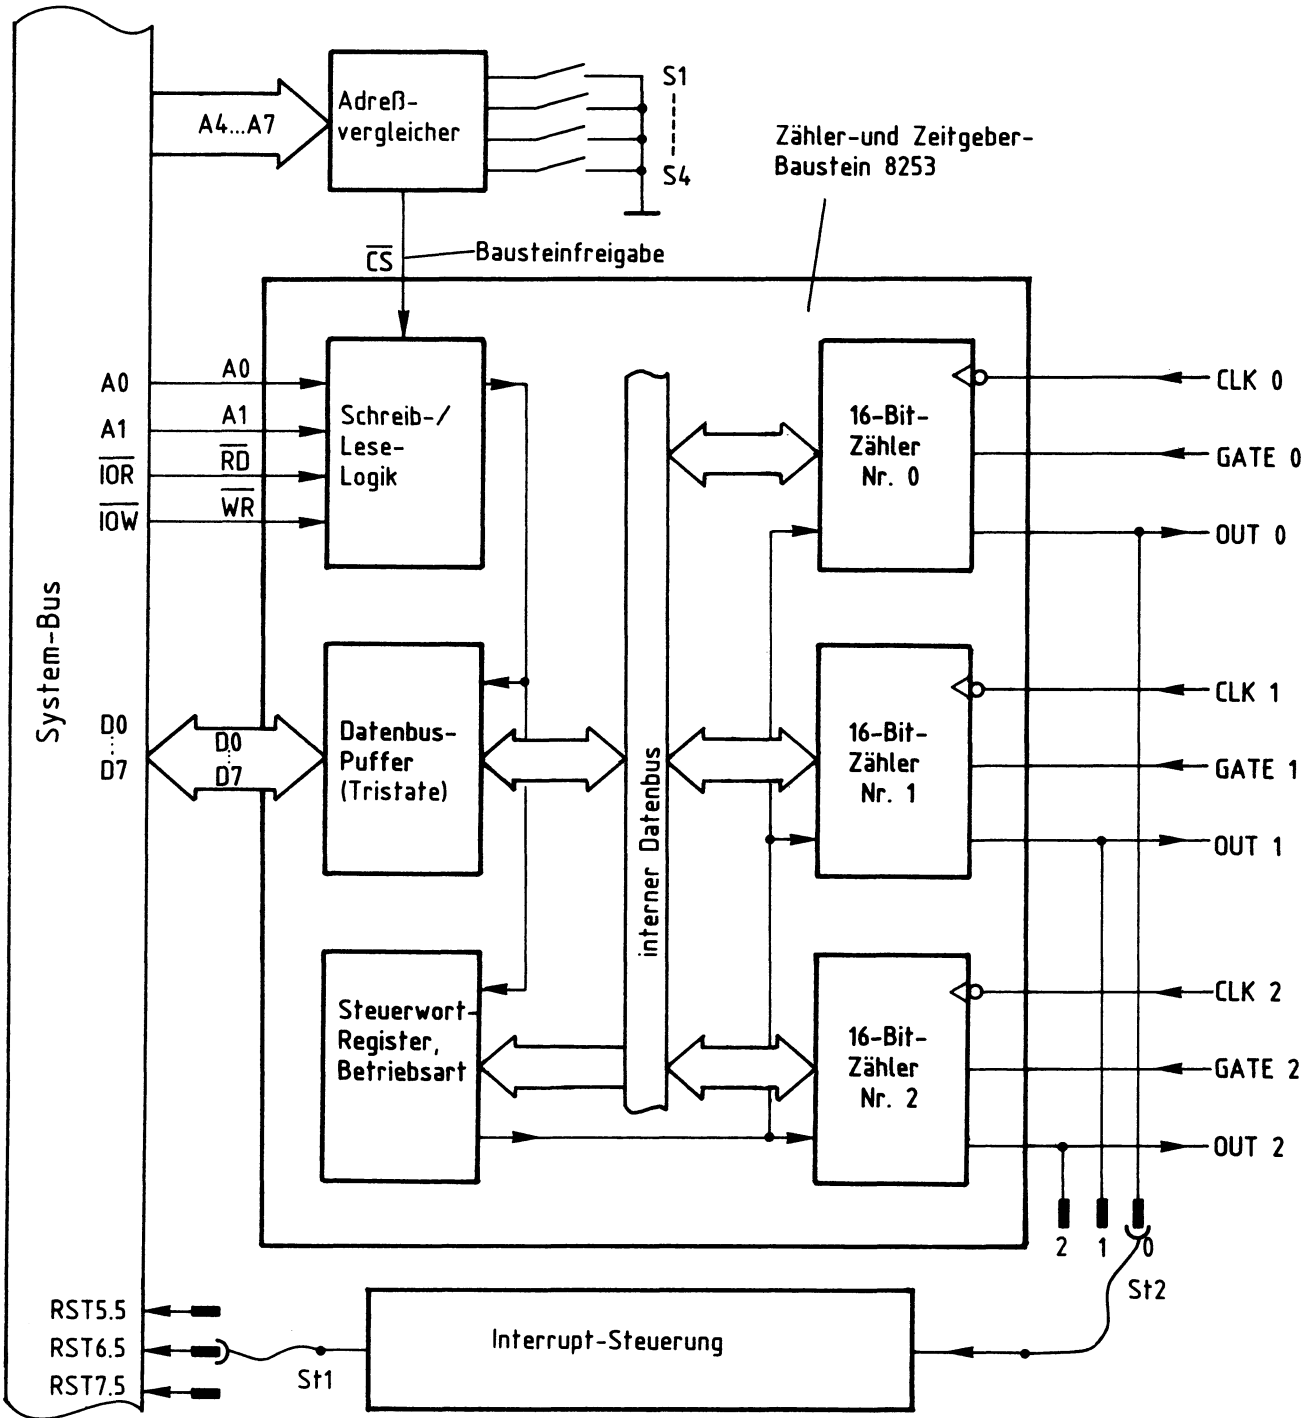 Adreß-
vergleicher
A4...A7
S1
S4
Zähler-und Zeitgeber-
Baustein 8253
CS
Bausteinfreigabe
A0
A0
A1
A1
IOR
RD
IOW
WR
Schreib-/
Lese-
Logik
16-Bit-
Zähler
Nr. 0
CLK 0
GATE 0
OUT 0
System-Bus
D0
D7
D0
D7
Datenbus-
Puffer
(Tristate)
interner Datenbus
16-Bit-
Zähler
Nr. 1
CLK 1
GATE 1
OUT 1
Steuerwort-
Register,
Betriebsart
16-Bit-
Zähler
Nr. 2
CLK 2
GATE 2
OUT 2
2 1 0
St2
RST5.5
RST6.5
RST7.5
St1
Interrupt-Steuerung